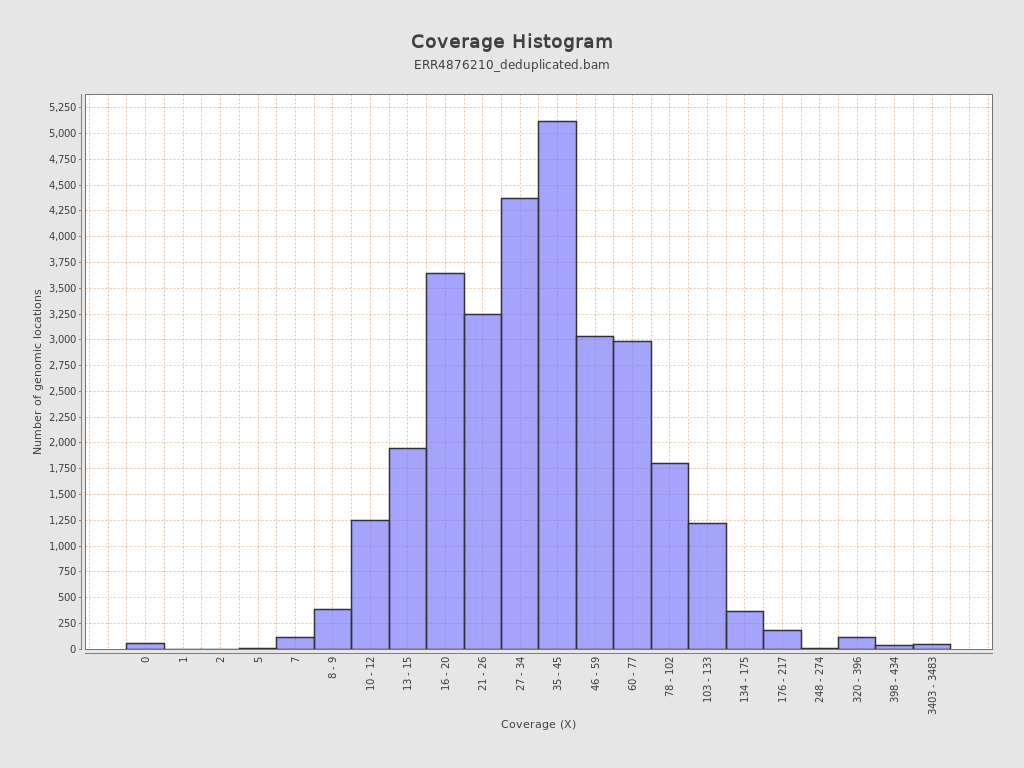 Coverage Histogram
ERR4876210_deduplicated.bam
Number of genomic locations
5,250
5,000
4,750
4,500
4,250
4,000
3,750
3,500
3,250
3,000
2,750
2,500
2,250
2,000
1,750
1,500
1,250
1,000
750
500
250
0
0
1
2
5
7
8 - 9
10 - 12
13 - 15
16 - 20
21 - 26
27 - 34
35 - 45
46 - 59
60 - 77
78 - 102
103 - 133
134 - 175
176 - 217
248 - 274
320 - 396
398 - 434
3403 - 3483
Coverage (X)